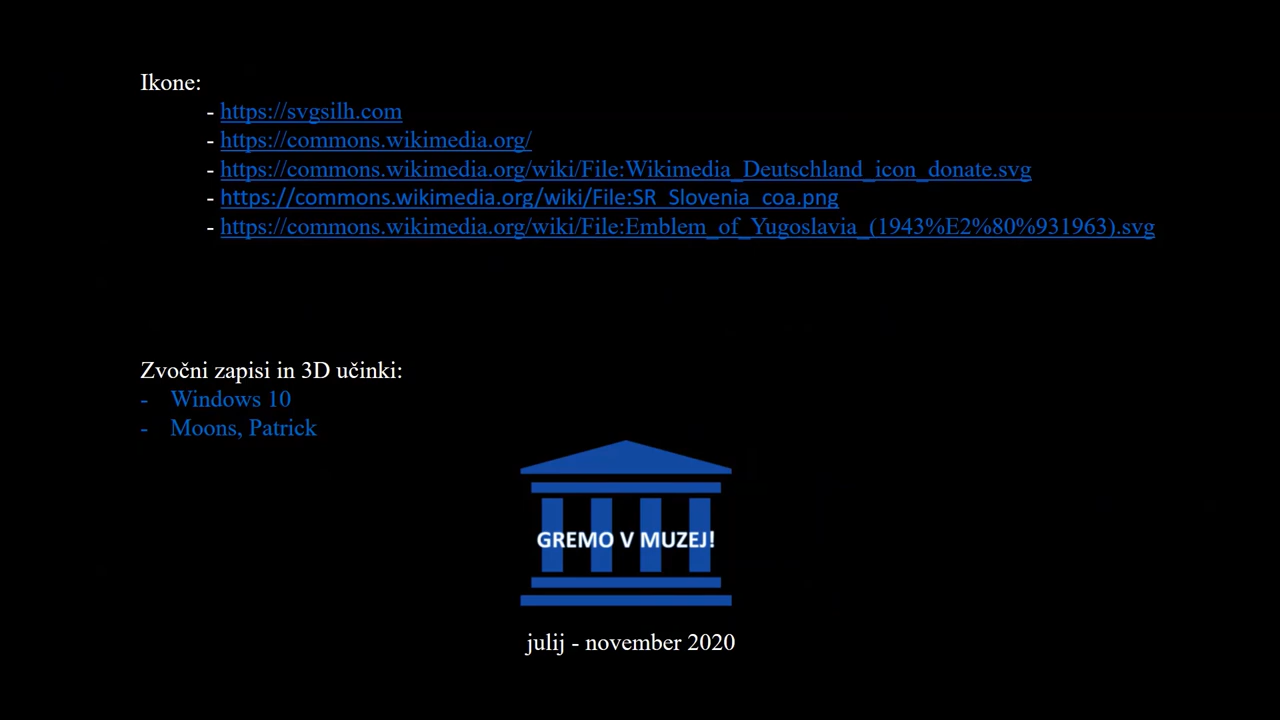 Ikone:
- https://svgsilh.com
- https://commons.wikimedia.org/
- https://commons.wikimedia.org/wiki/File:Wikimedia_Deutschland_icon_donate.svg
- https://commons.wikimedia.org/wiki/File:SR_Slovenia_coa.png
- https://commons.wikimedia.org/wiki/File:Emblem_of_Yugoslavia_(1943%E2%80%931963).svg
Zvočni zapisi in 3D učinki:
- Windows 10
- Moons, Patrick
GREMO V MUZEJ!
julij - november 2020